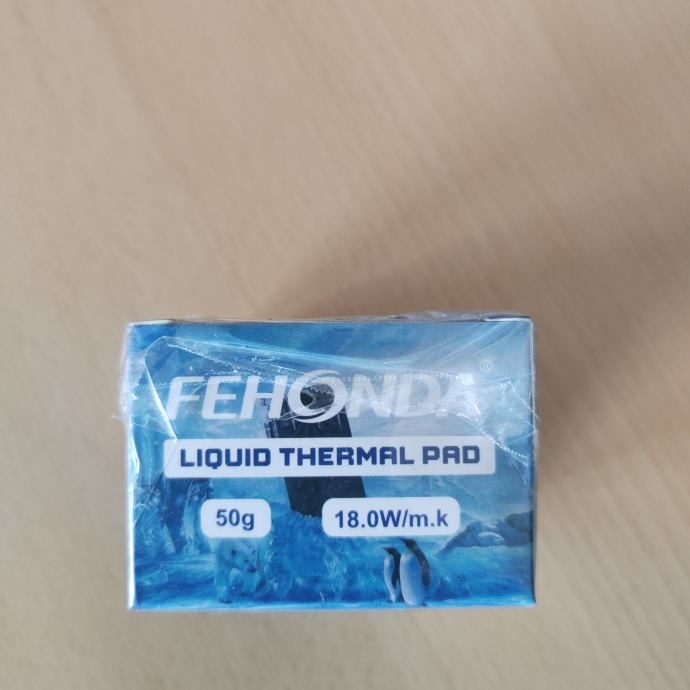 FEHONDA®
LIQUID THERMAL PAD
50g
18.0W/m.k